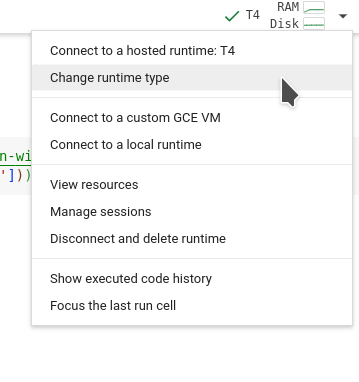 T4
RAM
Disk
Connect to a hosted runtime: T4
Change runtime type
Connect to a custom GCE VM
n-wi
Connect to a local runtime
']))
View resources
Manage sessions
Disconnect and delete runtime
Show executed code history
Focus the last run cell